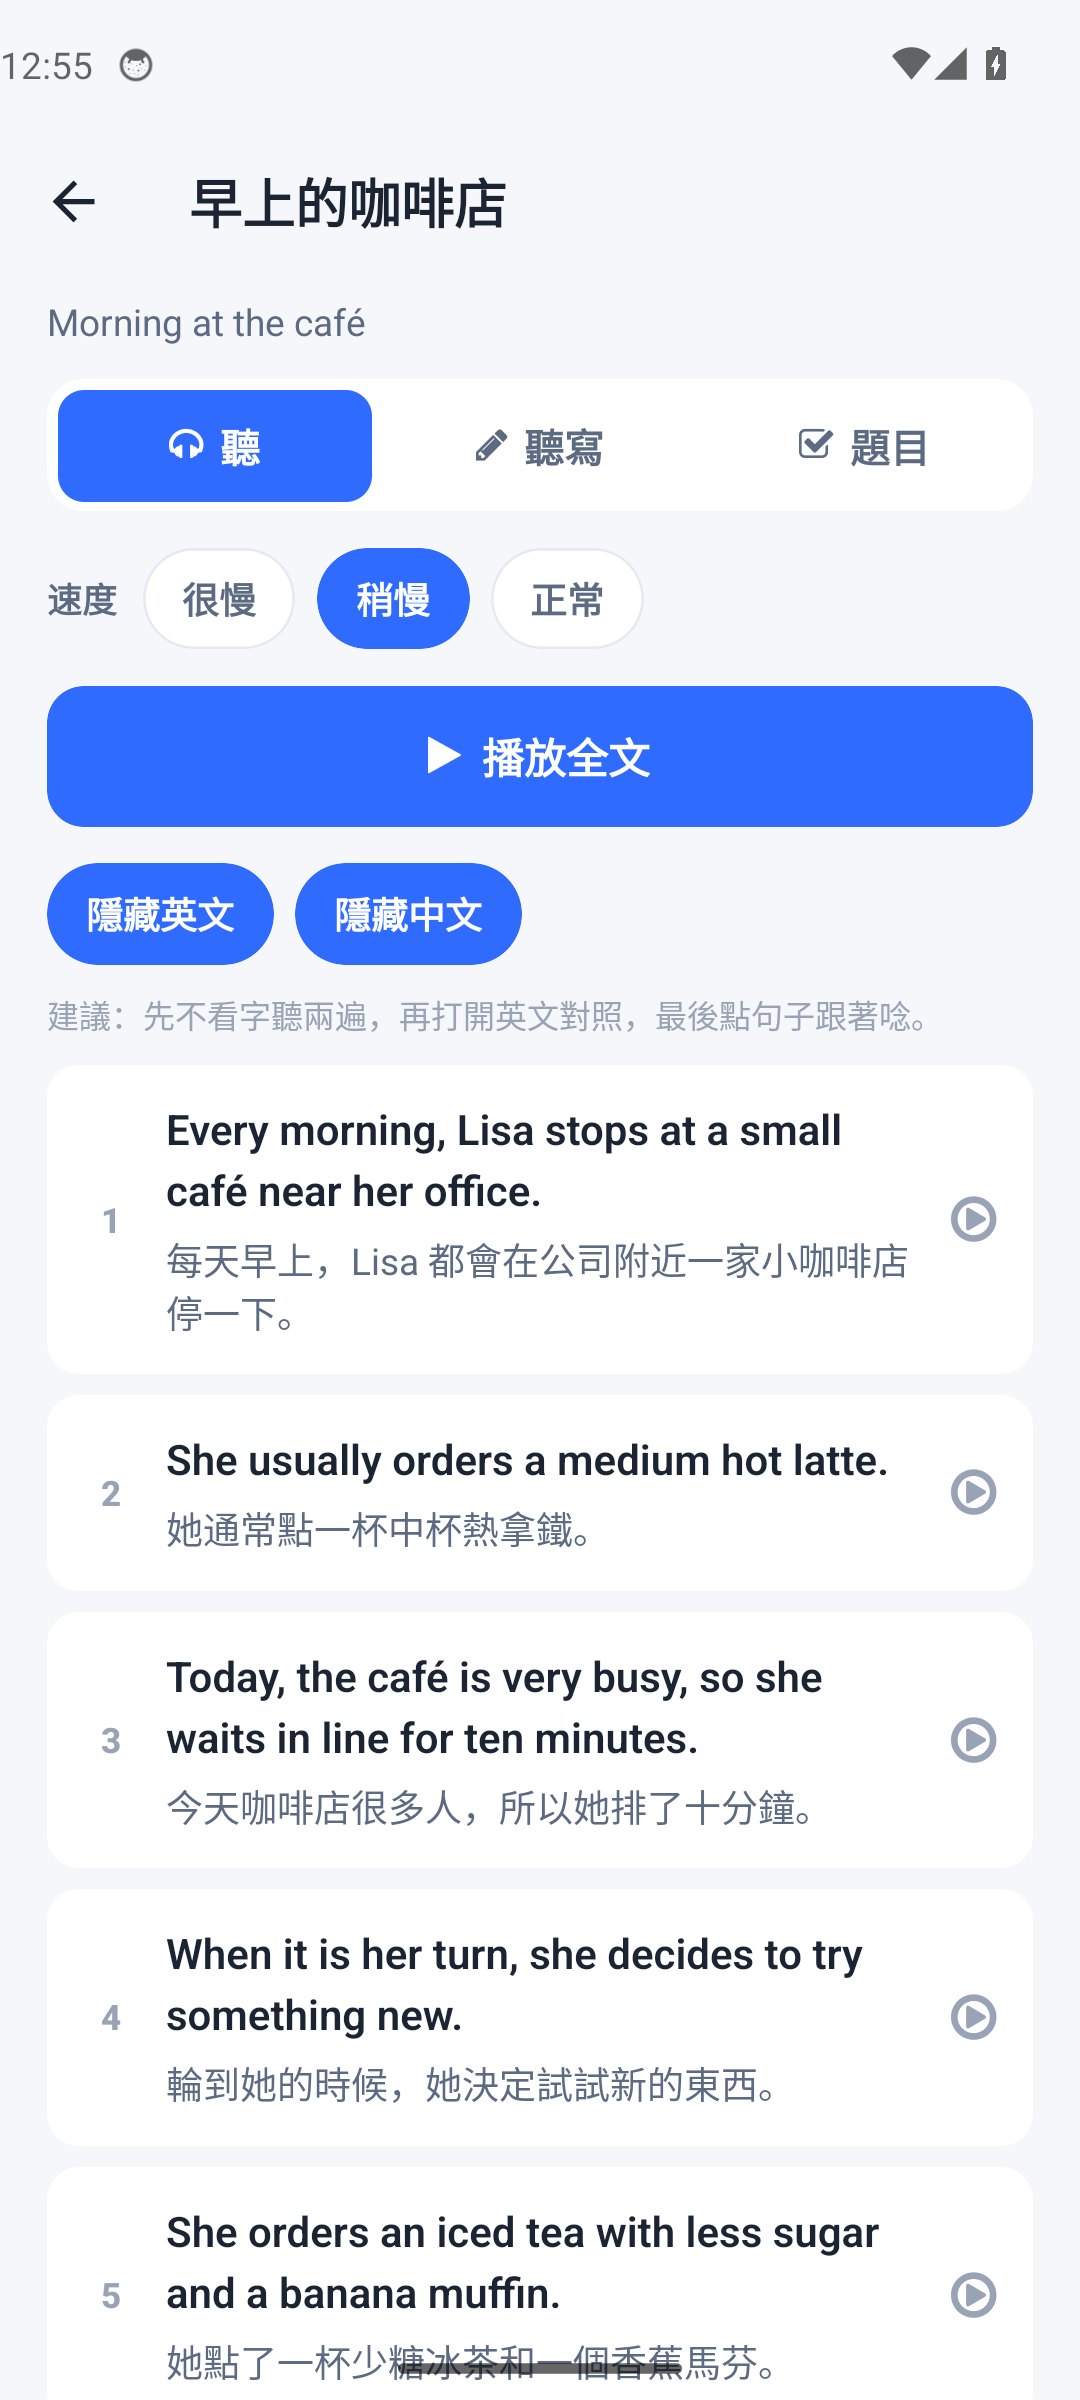 12:55
早上的咖啡店
Morning at the café
聽
聽寫
題目
速度
很慢
稍慢
正常
播放全文
隱藏英文
隱藏中文
建議：先不看字聽兩遍，再打開英文對照，最後點句子跟著唸。
1
Every morning, Lisa stops at a small
café near her office.
每天早上，Lisa 都會在公司附近一家小咖啡店
停一下。
2
She usually orders a medium hot latte.
她通常點一杯中杯熱拿鐵。
3
Today, the café is very busy, so she
waits in line for ten minutes.
今天咖啡店很多人，所以她排了十分鐘。
4
When it is her turn, she decides to try
something new.
輪到她的時候，她決定試試新的東西。
5
She orders an iced tea with less sugar
and a banana muffin.
她點了一杯少糖冰茶和一個香蕉馬芬。